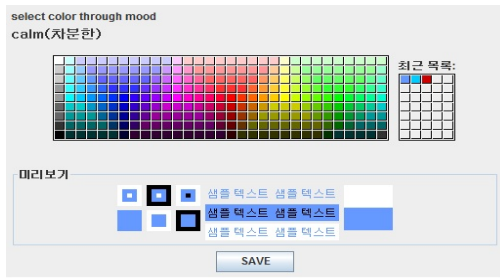 select color through mood
calm(차분한)
최근 목록:
미리 보기
샘플 텍스트 샘플 텍스트
샘플 텍스트 샘플 텍스트
샘플 텍스트 샘플 텍스트
SAVE